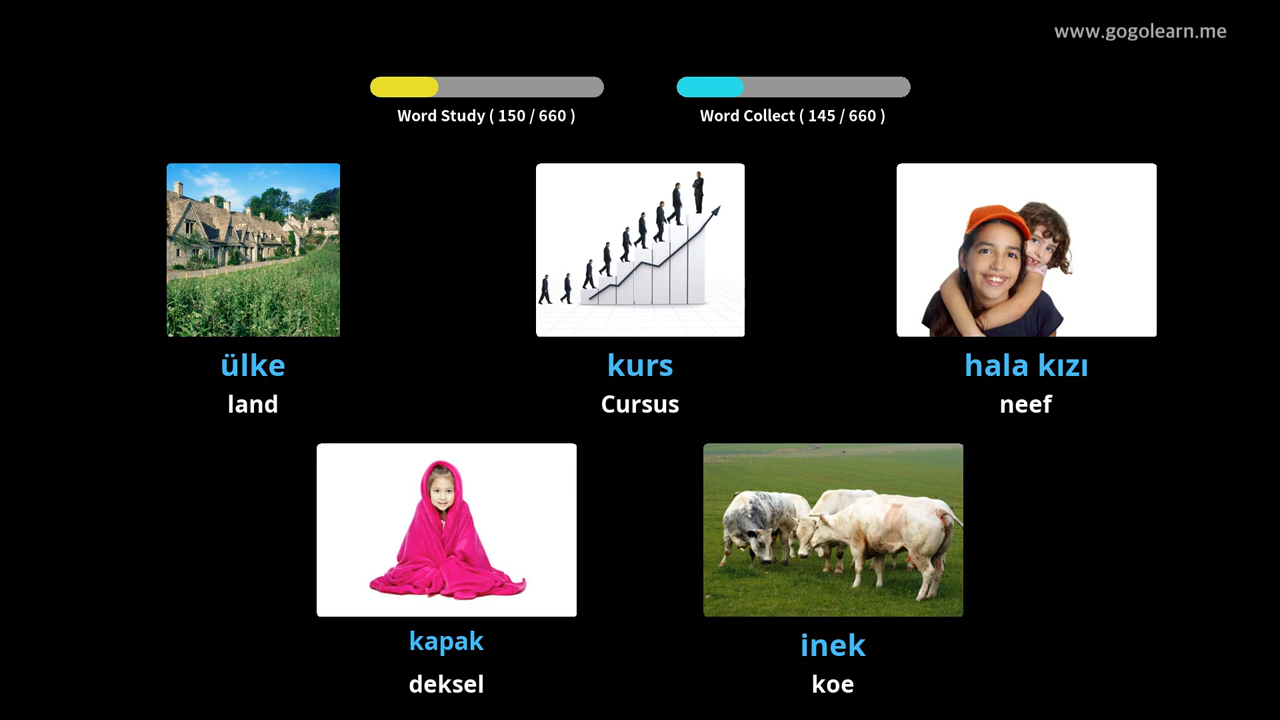 www.gogolearn.me
Word Study ( 150 / 660 )
Word Collect ( 145 / 660 )
ülke
land
kurs
Cursus
hala kızı
neef
kapak
deksel
inek
koe